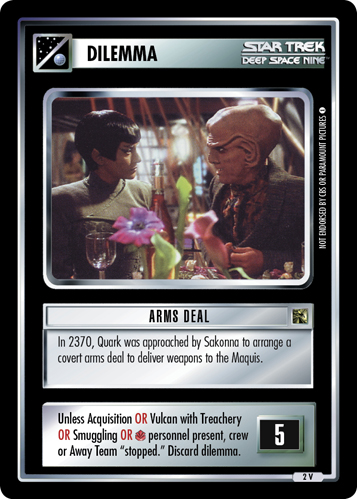 DILEMMA
STAR TREK
DEEP SPACE NINE
NOT ENDORSED BY CBS OR PARAMOUNT PICTURES
ARMS DEAL
In 2370, Quark was approached by Sakonna to arrange a
covert arms deal to deliver weapons to the Maquis.
Unless Acquisition OR Vulcan with Treachery
OR Smuggling OR personnel present, crew
or Away Team “stopped.” Discard dilemma.
5
2 V